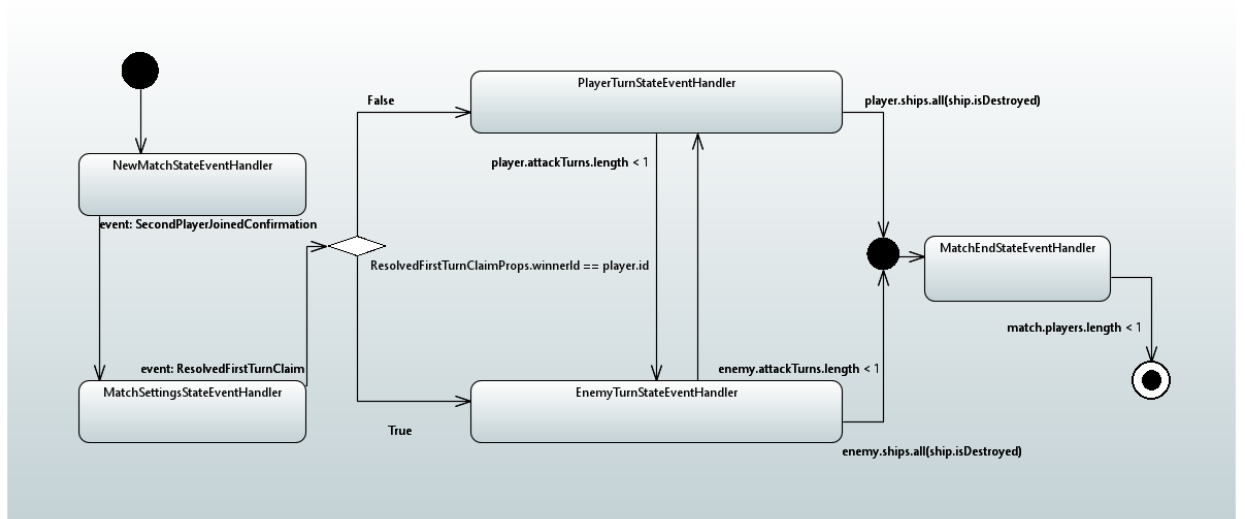 PlayerTurnStateEventHandler
False
player.ships.all(ship.isDestroyed)
NewMatchStateEventHandler
player.attackTurns.length < 1
event: SecondPlayerJoinedConfirmation
MatchEndStateEventHandler
ResolvedFirstTurnClaimProps.winnerId == player.id
match.players.length < 1
event: ResolvedFirstTurnClaim
enemy.attackTurns.length < 1
MatchSettingsStateEventHandler
EnemyTurnStateEventHandler
True
enemy.ships.all(ship.isDestroyed)